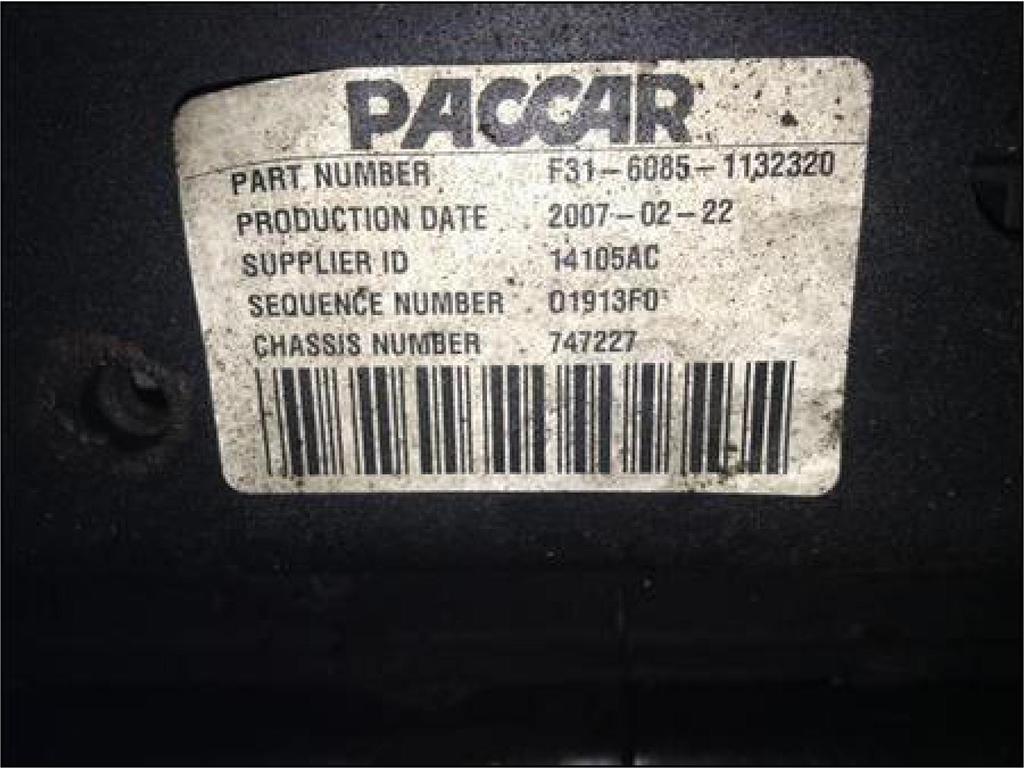 PACCAR
PART NUMBER F31-6085-1132320
PRODUCTION DATE 2007-02-22
SUPPLIER ID 14105AC
SEQUENCE NUMBER 01913F0
CHASSIS NUMBER 747227